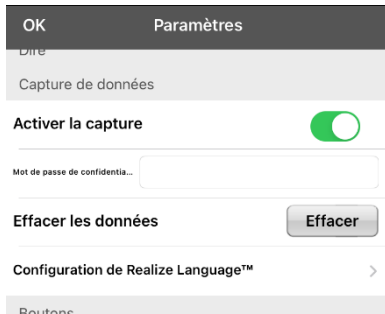 OK Paramètres
Dire
Capture de données
Activer la capture
Mot de passe de confidentia...
Effacer les données Effacer
Configuration de Realize Language™
Boutons